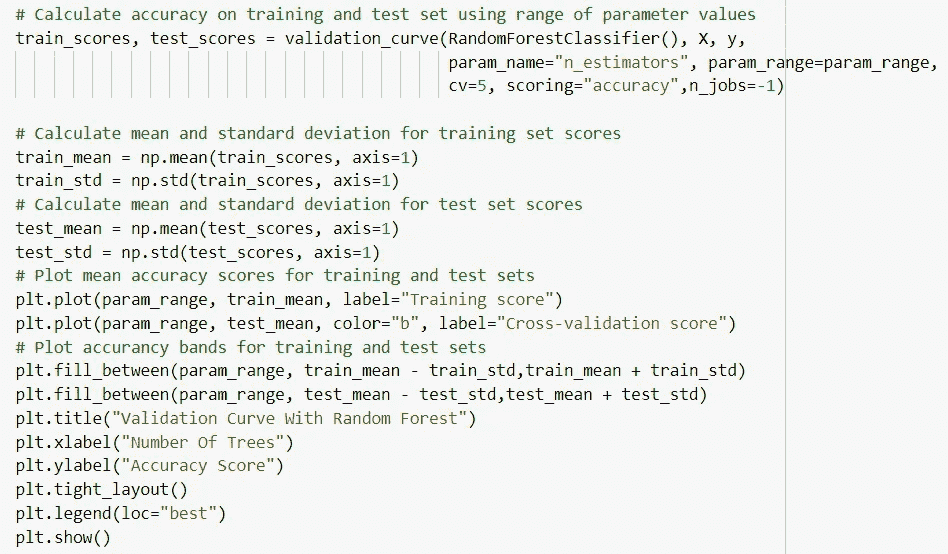 # Calculate accuracy on training and test set using range of parameter values
train_scores, test_scores = validation_curve(RandomForestClassifier(), X, y,
param_name="n_estimators", param_range=param_range,
cv=5, scoring="accuracy",n_jobs=-1)
# Calculate mean and standard deviation for training set scores
train_mean = np.mean(train_scores, axis=1)
train_std = np.std(train_scores, axis=1)
# Calculate mean and standard deviation for test set scores
test_mean = np.mean(test_scores, axis=1)
test_std = np.std(test_scores, axis=1)
# Plot mean accuracy scores for training and test sets
plt.plot(param_range, train_mean, label="Training score")
plt.plot(param_range, test_mean, color="b", label="Cross-validation score")
# Plot accurancy bands for training and test sets
plt.fill_between(param_range, train_mean - train_std,train_mean + train_std)
plt.fill_between(param_range, test_mean - test_std,test_mean + test_std)
plt.title("Validation Curve With Random Forest")
plt.xlabel("Number Of Trees")
plt.ylabel("Accuracy Score")
plt.tight_layout()
plt.legend(loc="best")
plt.show()